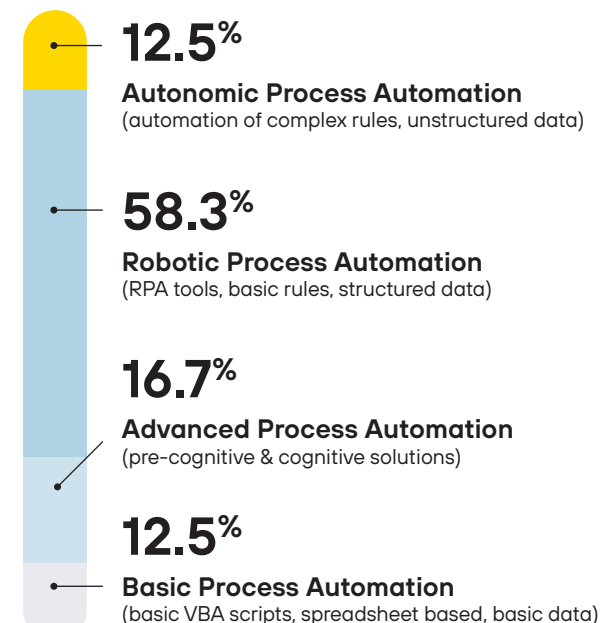 12.5%
Autonomic Process Automation
(automation of complex rules, unstructured data)
58.3%
Robotic Process Automation
(RPA tools, basic rules, structured data)
16.7%
Advanced Process Automation
(pre-cognitive & cognitive solutions)
12.5%
Basic Process Automation
(basic VBA scripts, spreadsheet based, basic data)